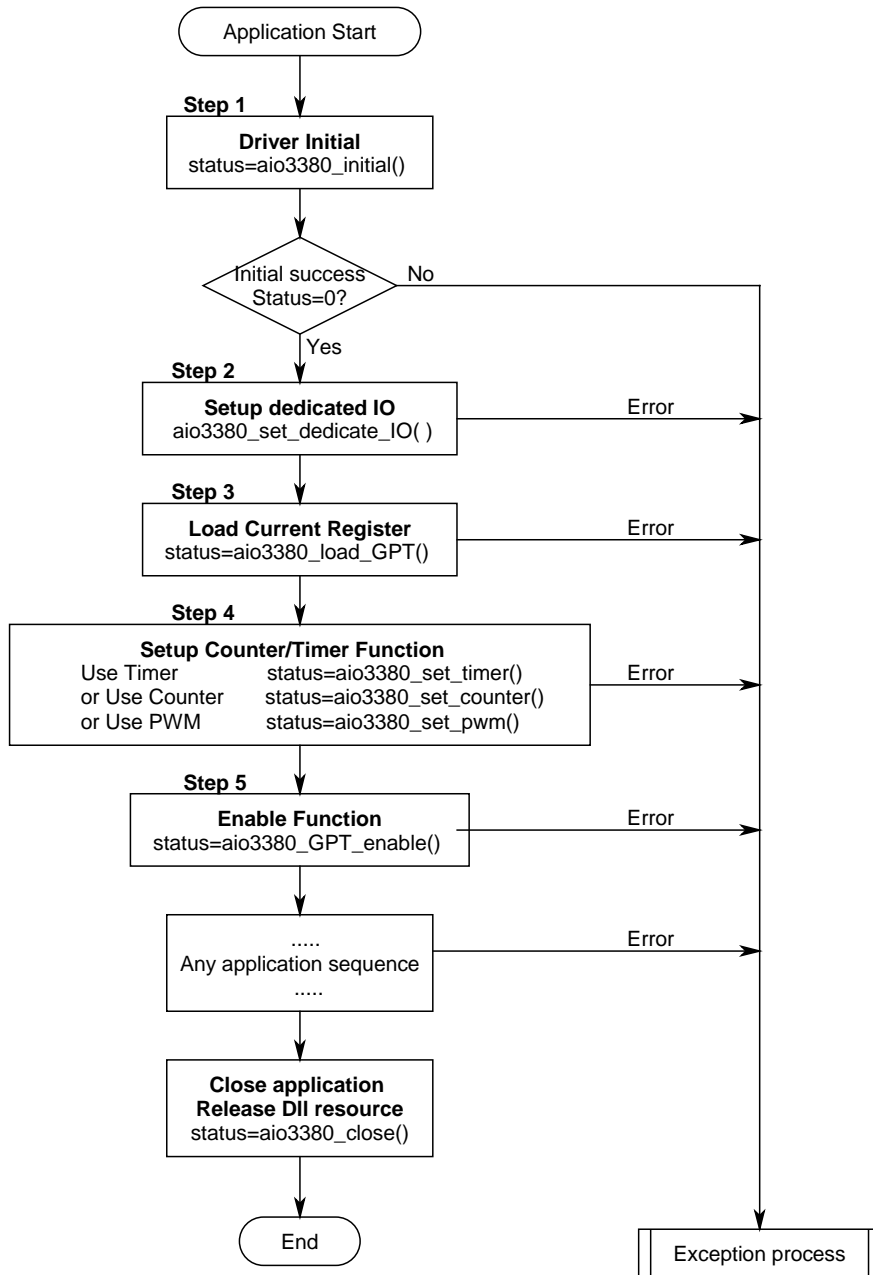 Application Start
Step 1
Driver Initial
status=aio3380_initial()
Initial success
Status=0?
No
Yes
Step 2
Setup dedicated IO
aio3380_set_dedicate_IO( )
Error
Step 3
Load Current Register
status=aio3380_load_GPT()
Error
Step 4
Setup Counter/Timer Function
Use Timer status=aio3380_set_timer()
or Use Counter status=aio3380_set_counter()
or Use PWM status=aio3380_set_pwm()
Error
Step 5
Enable Function
status=aio3380_GPT_enable()
Error
.....
Any application sequence
.....
Error
Close application
Release Dll resource
status=aio3380_close()
End
Exception process